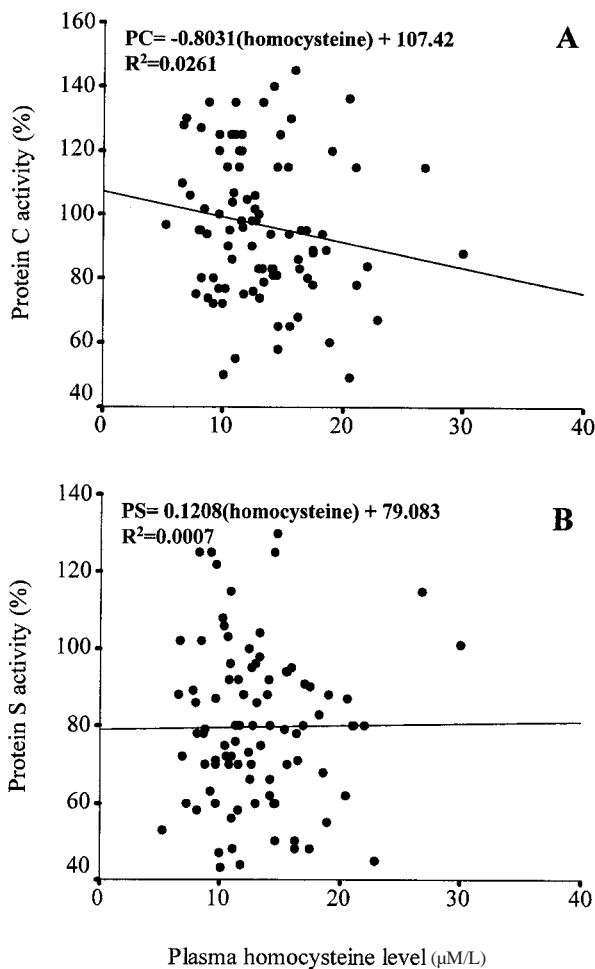 160
PC= -0.8031(homocysteine) + 107.42
A
R²=0.0261
140
120
100
80
60
40
Protein C activity (%)
0 10 20 30 40
140
PS= 0.1208(homocysteine) + 79.083
B
R²=0.0007
120
100
80
60
40
Protein S activity (%)
0 10 20 30 40
Plasma homocysteine level (µM/L)